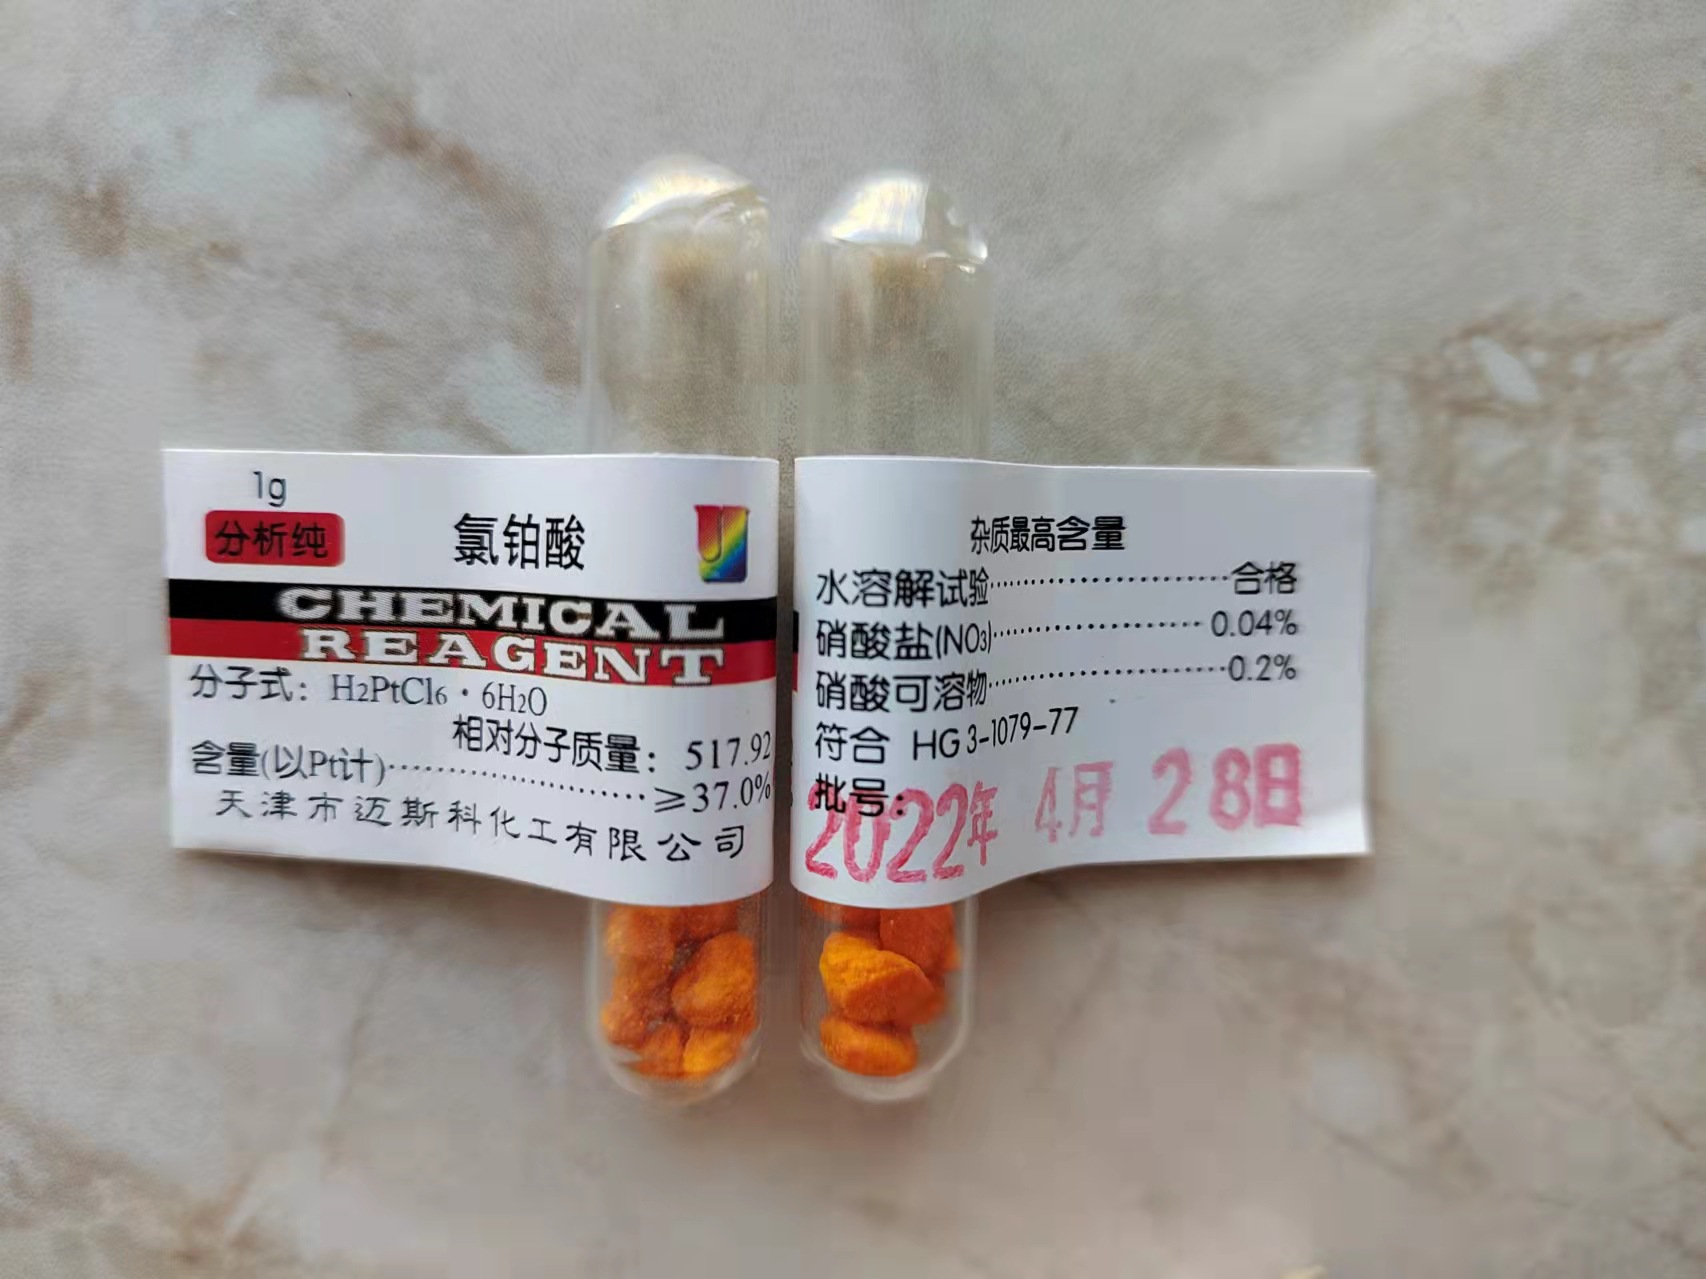 1g
分析纯
氯铂酸
CHEMICAL
REAGENT
分子式：H₂PtCl₆·6H₂O
相对分子质量：517.92
含量(以Pt计)··············≥37.0%
天津市迈斯科化工有限公司
杂质最高含量
水溶解试验··············合格
硝酸盐(NO₃)··············0.04%
硝酸可溶物··············0.2%
符合 HG3-1079-77
批号：
2022年 4月 28日